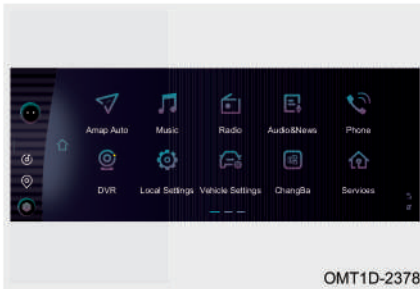 Amap Auto Music Radio Audio&News Phone
DVR Local Settings Vehicle Settings ChangBa Services
OMT1D-2378